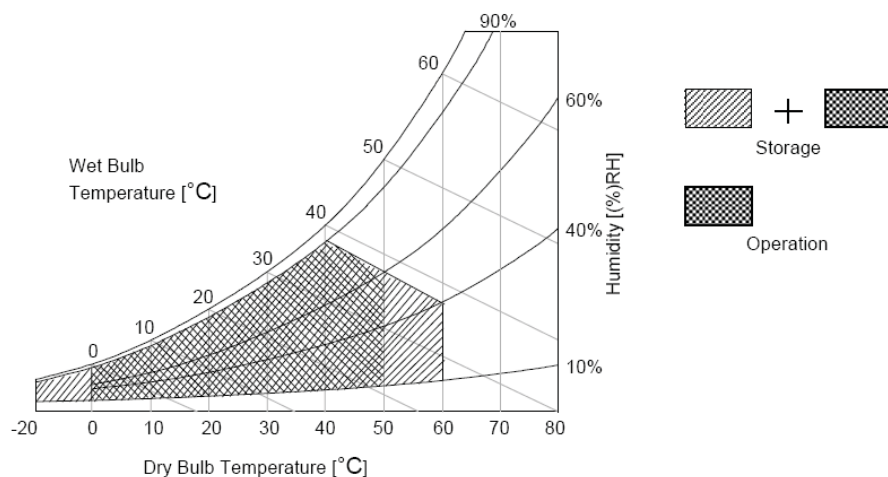 90%
60
60%
50
Wet Bulb
Temperature [°C]
40
30
20
10
0
40%
10%
Humidity [(%)RH]
-20 0 10 20 30 40 50 60 70 80
Dry Bulb Temperature [°C]
+
Storage
Operation